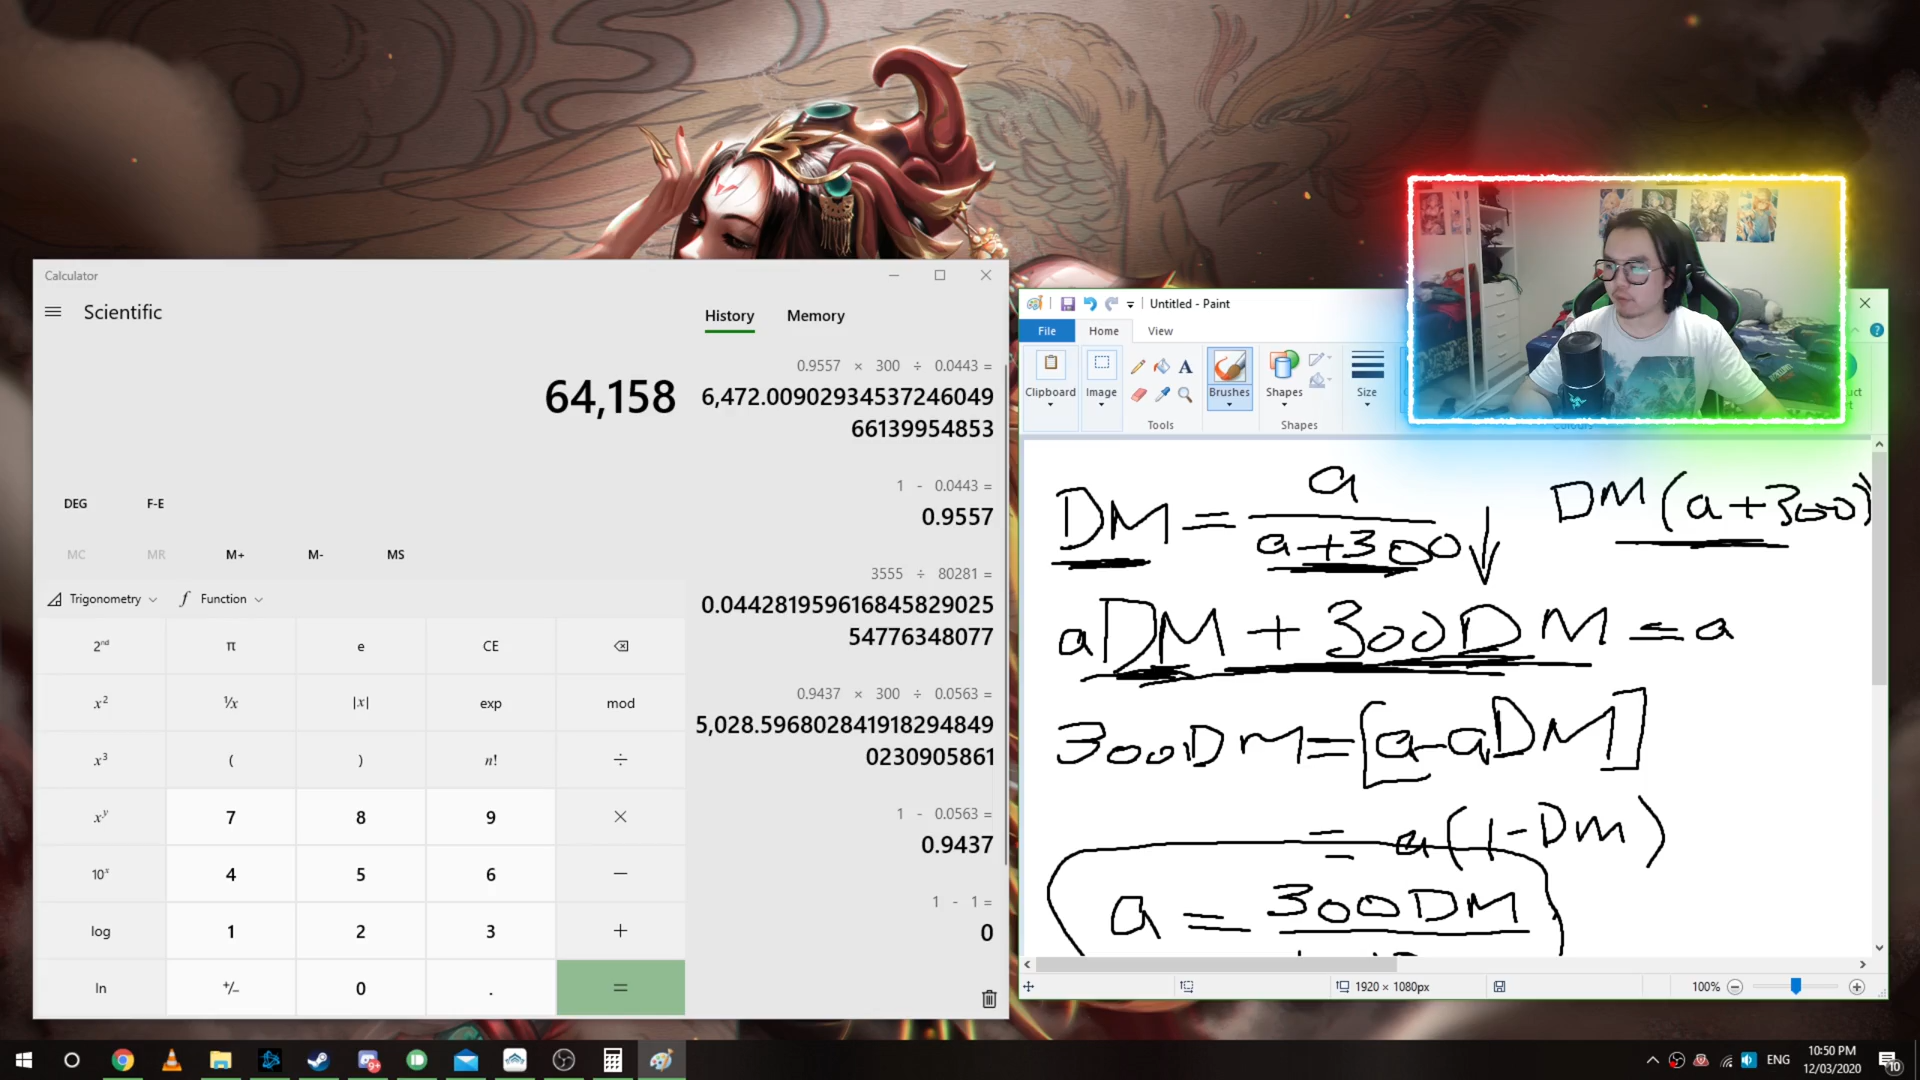 Calculator
Scientific
History Memory
0.9557 × 300 ÷ 0.0443 =
64,158
6,472.00902934537246049
66139954853
1 - 0.0443 =
0.9557
DEG F-E
MC MR M+ M- MS
3555 ÷ 80281 =
0.04428195961684582902​5
54776348077
Trigonometry Function
0.9437 × 300 ÷ 0.0563 =
5,028.596802841918294849
0230905861
1 - 0.0563 =
0.9437
1 - 1 =
0
2nd π e CE
x² ⅟x |x| exp mod
x³ ( ) n! ÷
xʸ 7 8 9 ×
10ˣ 4 5 6 −
log 1 2 3 +
ln +/− 0 . =
Untitled - Paint
File Home View
Clipboard Image Brushes Shapes Size
Tools Shapes Colours
DM = a / a+300 ↓ DM(a+300)
aDM + 300DM = a
300DM = [a-aDM]
= a(1-DM)
a = 300DM
1920 × 1080px 100%
ENG 10:50 PM
12/03/2020
10